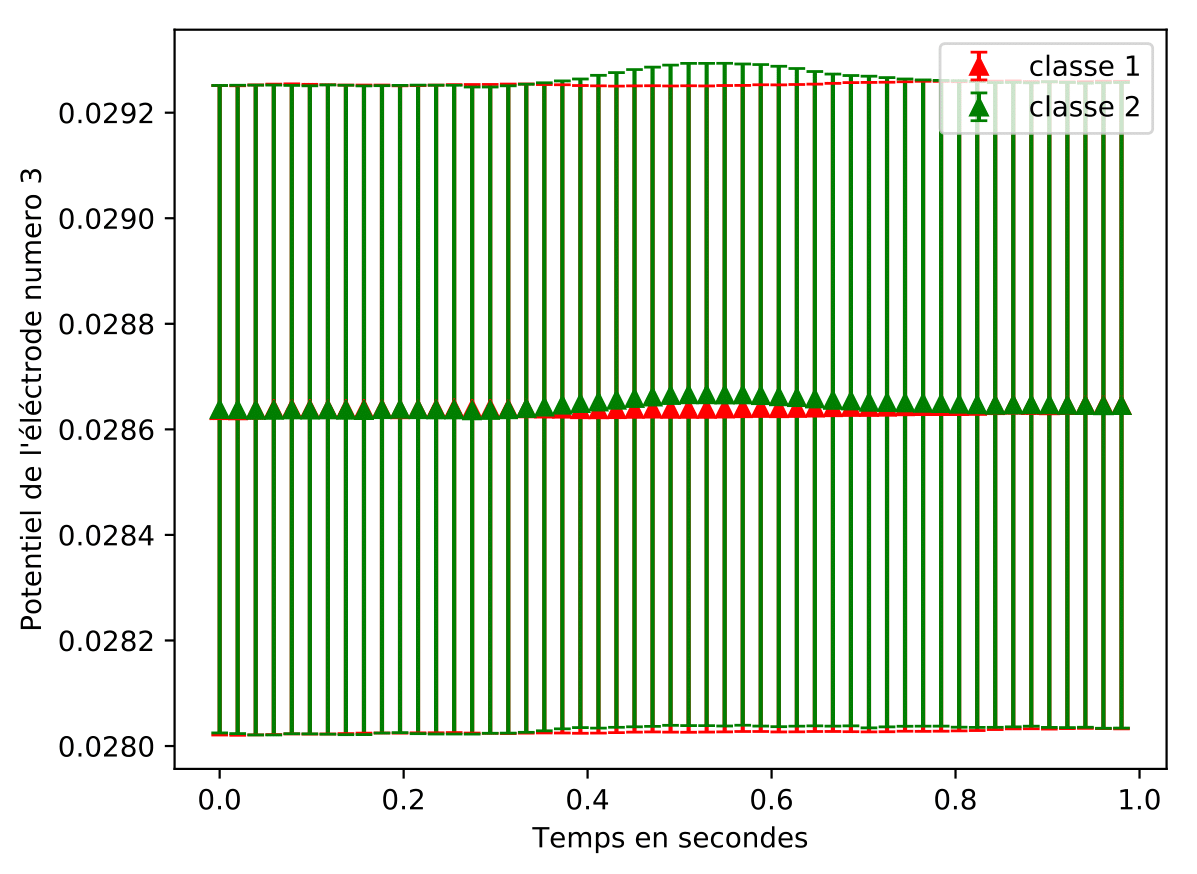 classe 1
classe 2
0.0292
0.0290
0.0288
0.0286
0.0284
0.0282
0.0280
Potentiel de l'éléctrode numero 3
0.0 0.2 0.4 0.6 0.8 1.0
Temps en secondes